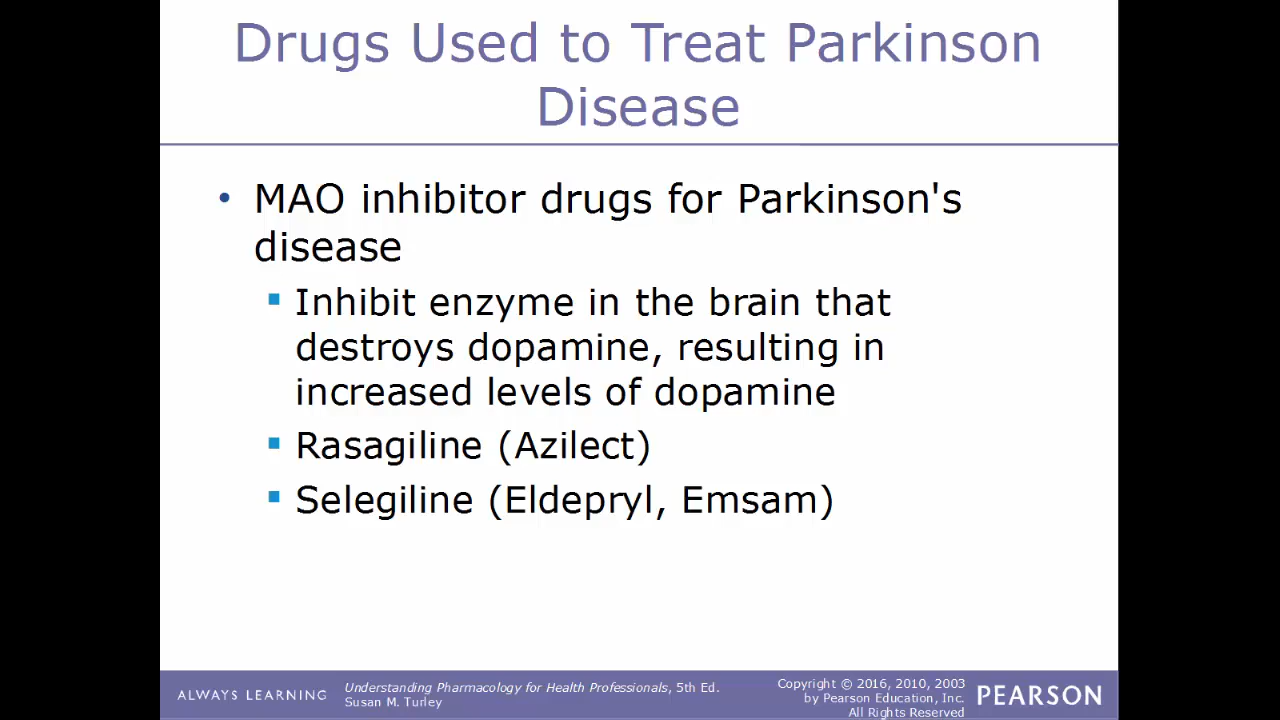 Drugs Used to Treat Parkinson
Disease
• MAO inhibitor drugs for Parkinson's
disease
▪ Inhibit enzyme in the brain that
destroys dopamine, resulting in
increased levels of dopamine
▪ Rasagiline (Azilect)
▪ Selegiline (Eldepryl, Emsam)
ALWAYS LEARNING
Understanding Pharmacology for Health Professionals, 5th Ed.
Susan M. Turley
Copyright © 2016, 2010, 2003
by Pearson Education, Inc.
All Rights Reserved
PEARSON